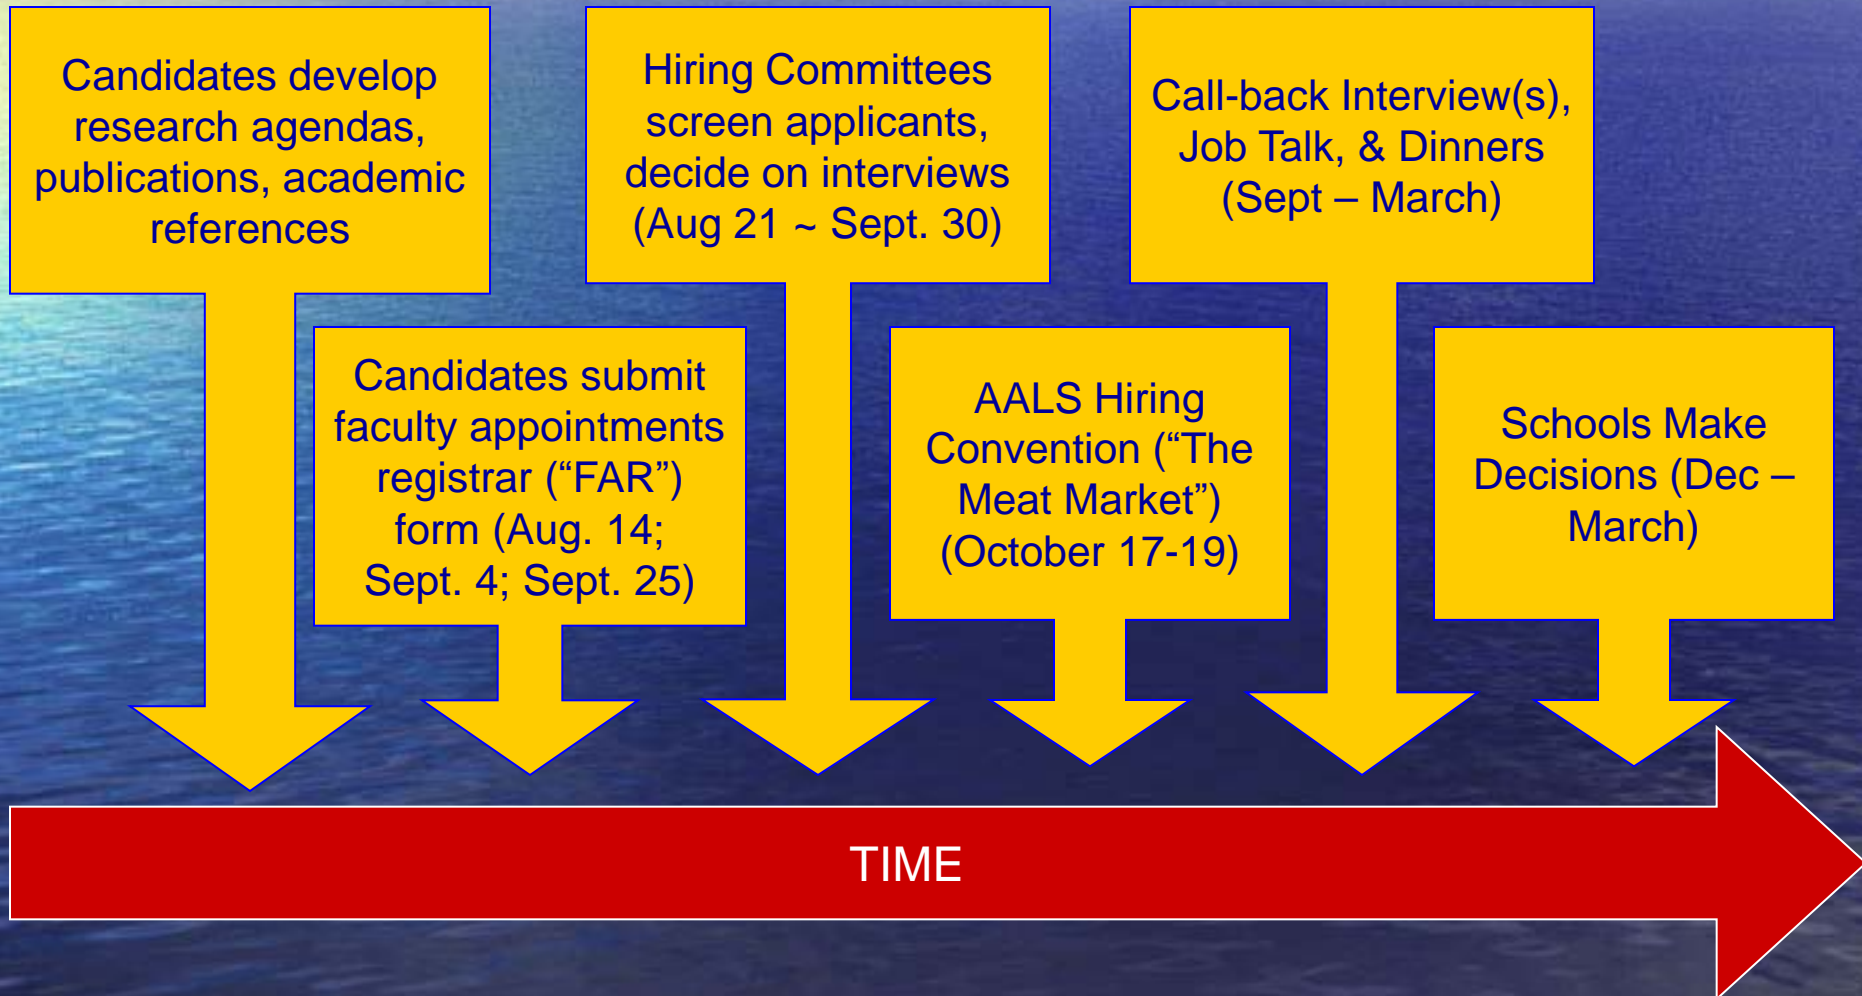 Candidates develop
research agendas,
publications, academic
references
Candidates submit
faculty appointments
registrar (“FAR”)
form (Aug. 14;
Sept. 4; Sept. 25)
Hiring Committees
screen applicants,
decide on interviews
(Aug 21 ~ Sept. 30)
AALS Hiring
Convention (“The
Meat Market”)
(October 17-19)
Call-back Interview(s),
Job Talk, & Dinners
(Sept – March)
Schools Make
Decisions (Dec –
March)
TIME